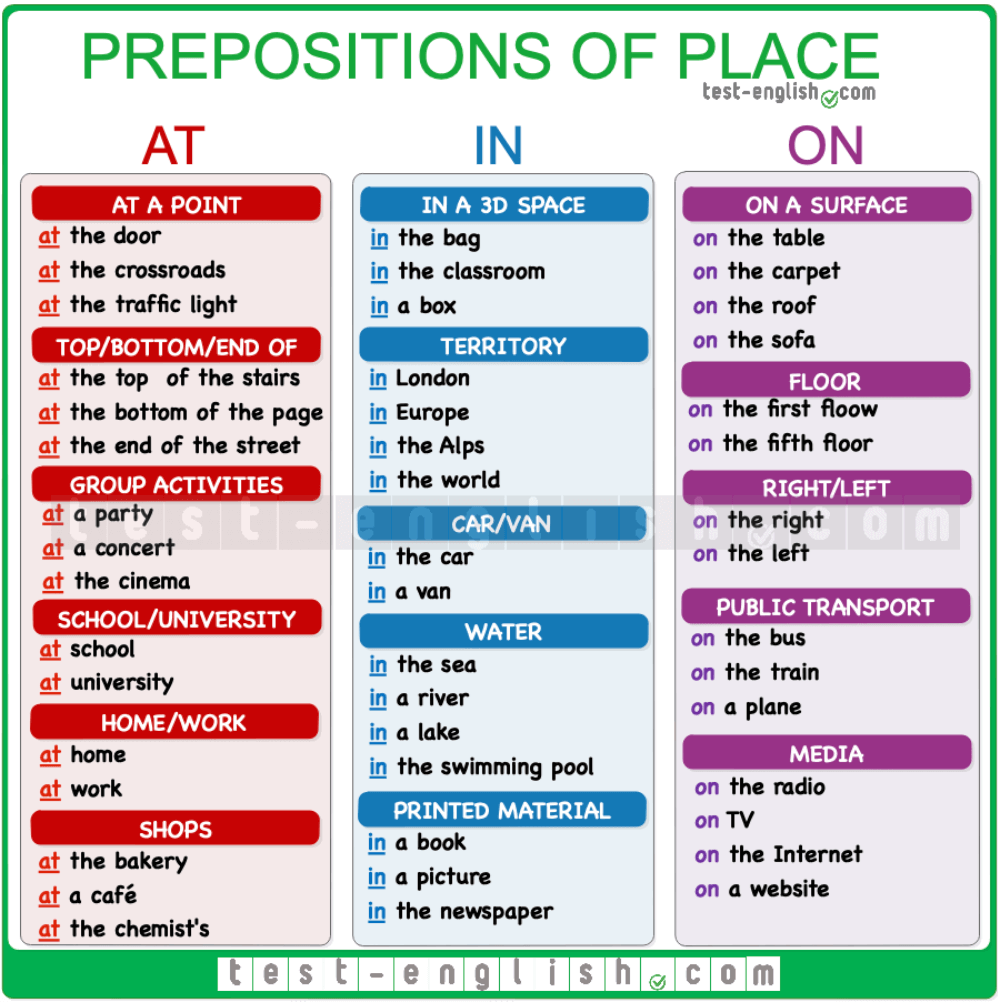 PREPOSITIONS OF PLACE
test-english.com
AT
AT A POINT
at the door
at the crossroads
at the traffic light
TOP/BOTTOM/END OF
at the top of the stairs
at the bottom of the page
at the end of the street
GROUP ACTIVITIES
at a party
at a concert
at the cinema
SCHOOL/UNIVERSITY
at school
at university
HOME/WORK
at home
at work
SHOPS
at the bakery
at a café
at the chemist's
IN
IN A 3D SPACE
in the bag
in the classroom
in a box
TERRITORY
in London
in Europe
in the Alps
in the world
CAR/VAN
in the car
in a van
WATER
in the sea
in a river
in a lake
in the swimming pool
PRINTED MATERIAL
in a book
in a picture
in the newspaper
ON
ON A SURFACE
on the table
on the carpet
on the roof
on the sofa
FLOOR
on the first floow
on the fifth floor
RIGHT/LEFT
on the right
on the left
PUBLIC TRANSPORT
on the bus
on the train
on a plane
MEDIA
on the radio
on TV
on the Internet
on a website
test-english.com
test-english.com